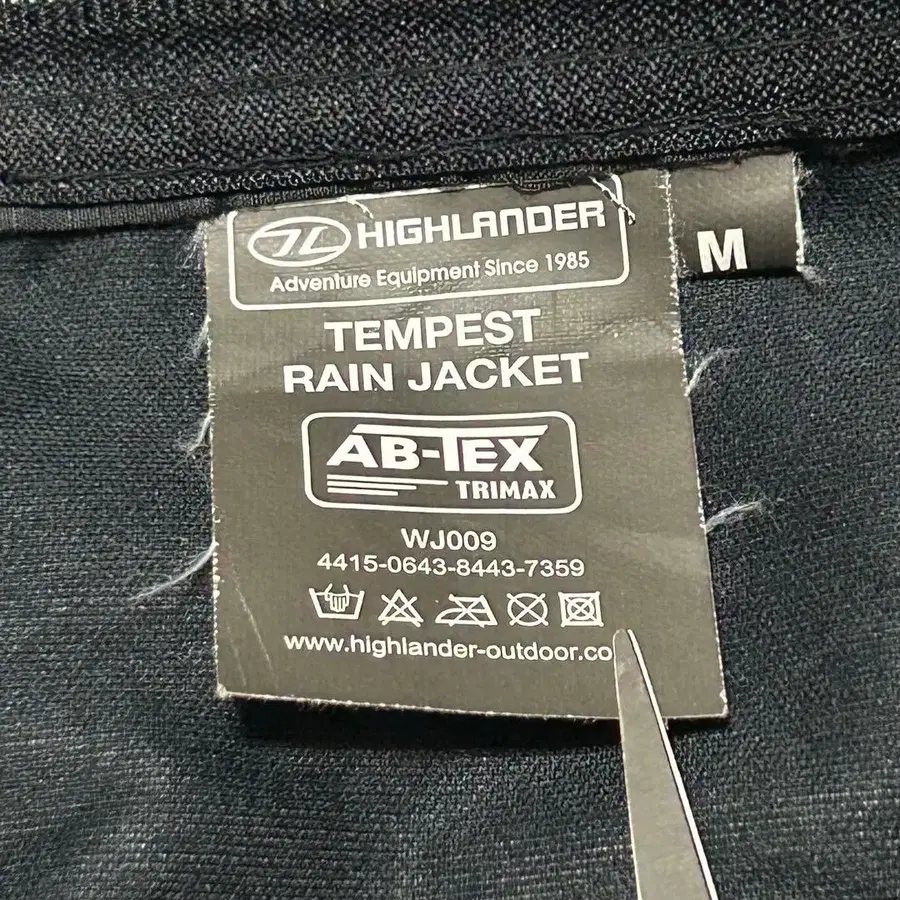 HIGHLANDER
Adventure Equipment Since 1985
M
TEMPEST
RAIN JACKET
AB-TEX
TRIMAX
WJ009
4415-0643-8443-7359
www.highlander-outdoor.co